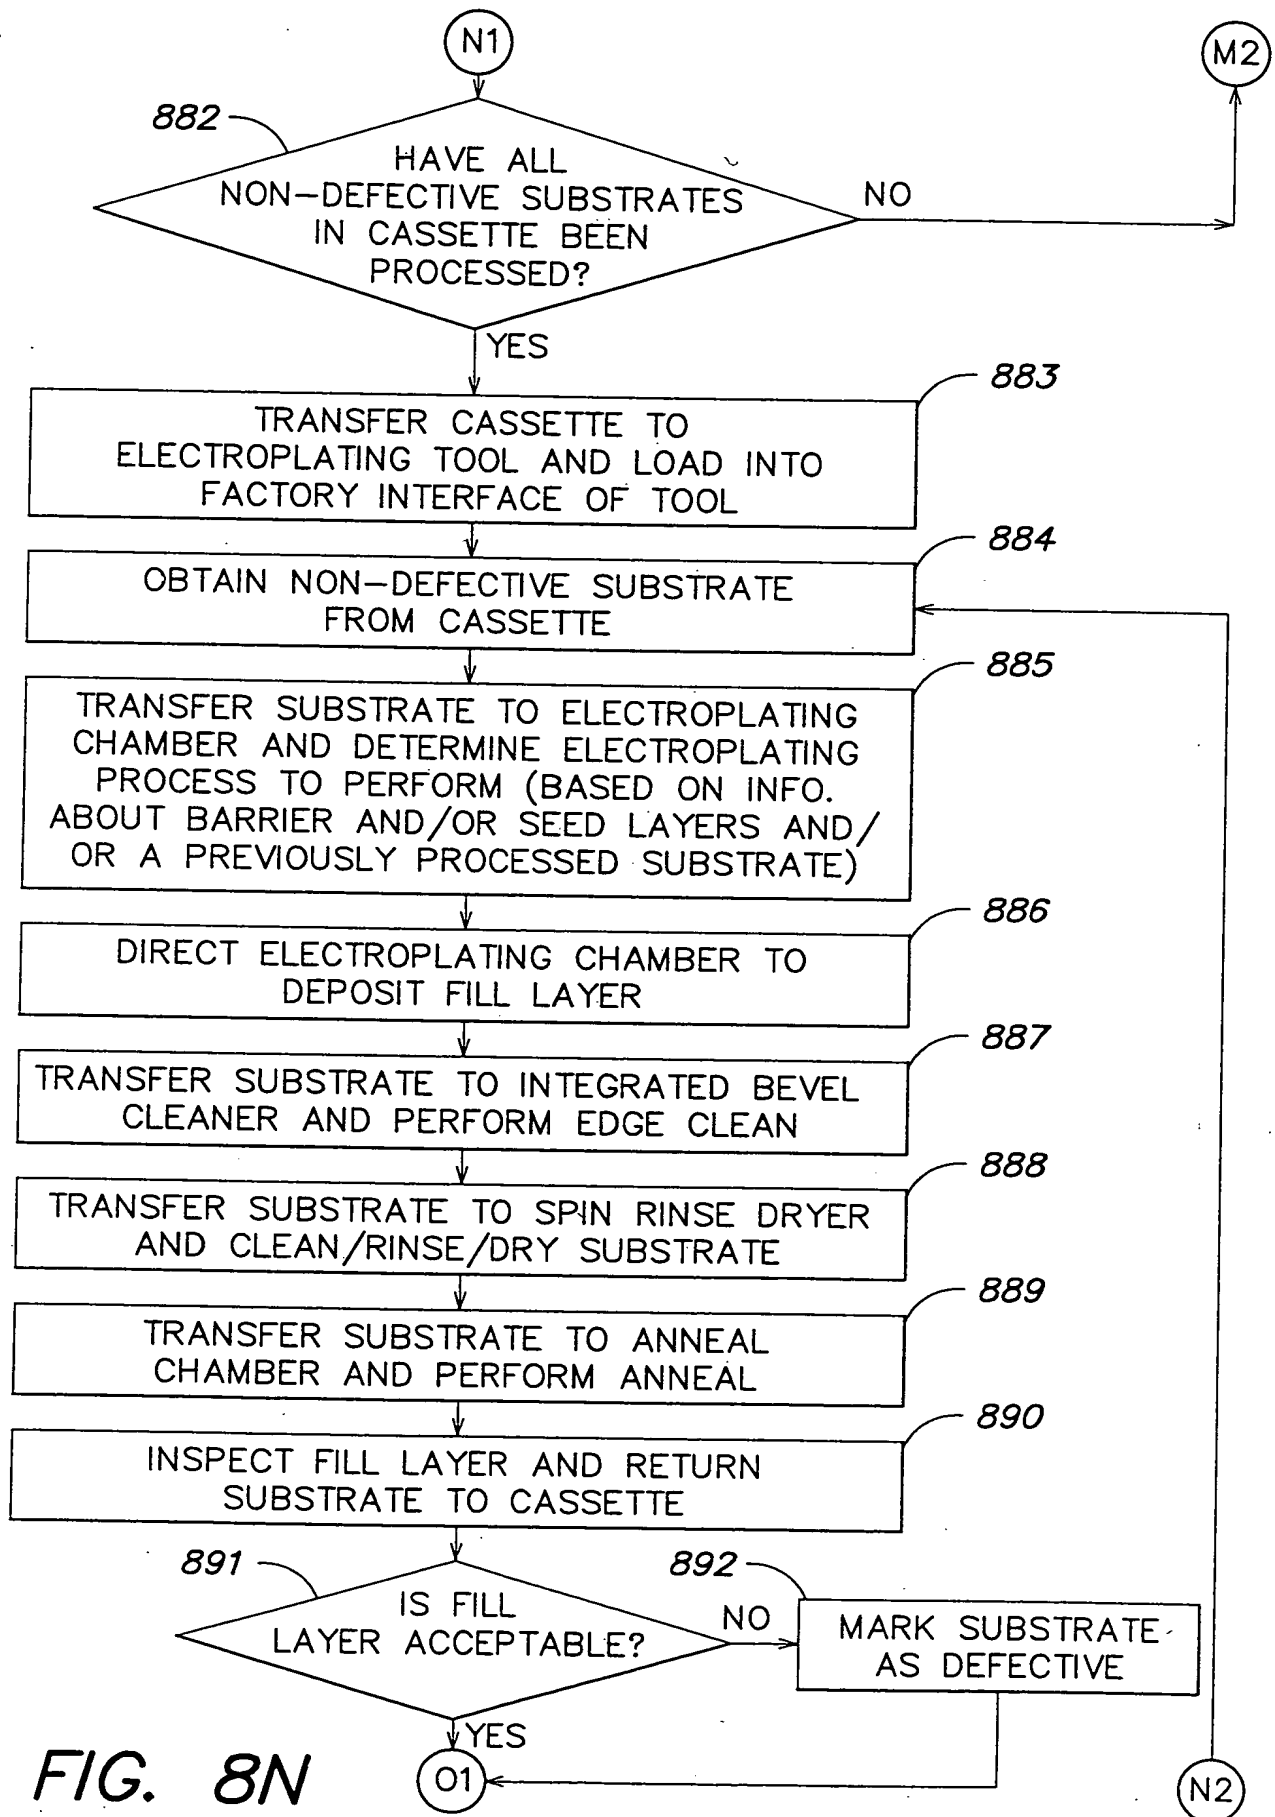 N1
M2
882
HAVE ALL
NON-DEFECTIVE SUBSTRATES
IN CASSETTE BEEN
PROCESSED?
NO
YES
883
TRANSFER CASSETTE TO
ELECTROPLATING TOOL AND LOAD INTO
FACTORY INTERFACE OF TOOL
884
OBTAIN NON-DEFECTIVE SUBSTRATE
FROM CASSETTE
885
TRANSFER SUBSTRATE TO ELECTROPLATING
CHAMBER AND DETERMINE ELECTROPLATING
PROCESS TO PERFORM (BASED ON INFO.
ABOUT BARRIER AND/OR SEED LAYERS AND/
OR A PREVIOUSLY PROCESSED SUBSTRATE)
886
DIRECT ELECTROPLATING CHAMBER TO
DEPOSIT FILL LAYER
887
TRANSFER SUBSTRATE TO INTEGRATED BEVEL
CLEANER AND PERFORM EDGE CLEAN
888
TRANSFER SUBSTRATE TO SPIN RINSE DRYER
AND CLEAN/RINSE/DRY SUBSTRATE
889
TRANSFER SUBSTRATE TO ANNEAL
CHAMBER AND PERFORM ANNEAL
890
INSPECT FILL LAYER AND RETURN
SUBSTRATE TO CASSETTE
891
IS FILL
LAYER ACCEPTABLE?
NO
892
MARK SUBSTRATE
AS DEFECTIVE
YES
O1
N2
FIG. 8N